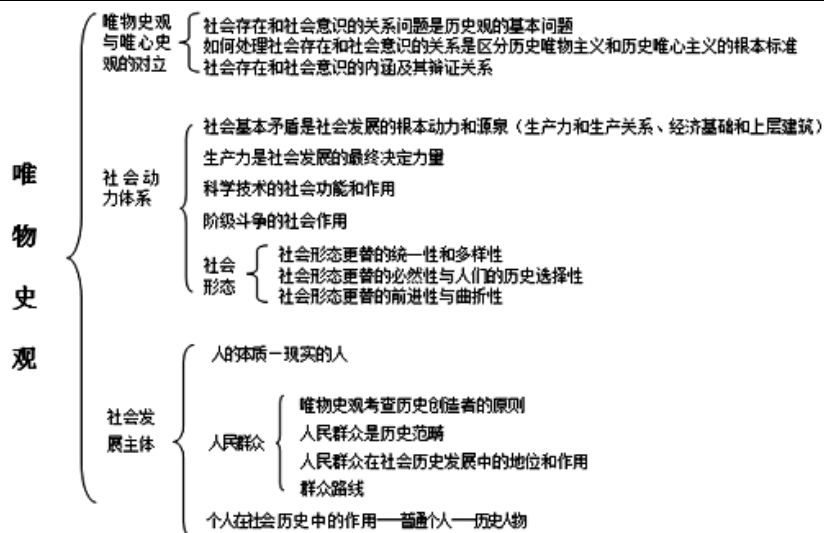 唯物史观
唯物史观
与唯心史
观的对立
社会存在和社会意识的关系问题是历史观的基本问题
如何处理社会存在和社会意识的关系是区分历史唯物主义和历史唯心主义的根本标准
社会存在和社会意识的内涵及其辩证关系
社会动
力体系
社会基本矛盾是社会发展的根本动力和源泉（生产力和生产关系、经济基础和上层建筑）
生产力是社会发展的最终决定力量
科学技术的社会功能和作用
阶级斗争的社会作用
社会
形态
社会形态更替的统一性和多样性
社会形态更替的必然性与人们的历史选择性
社会形态更替的前进性与曲折性
社会发
展主体
人的本质—现实的人
人民群众
唯物史观考查历史创造者的原则
人民群众是历史范畴
人民群众在社会历史发展中的地位和作用
群众路线
个人在社会历史中的作用——普通个人——历史人物